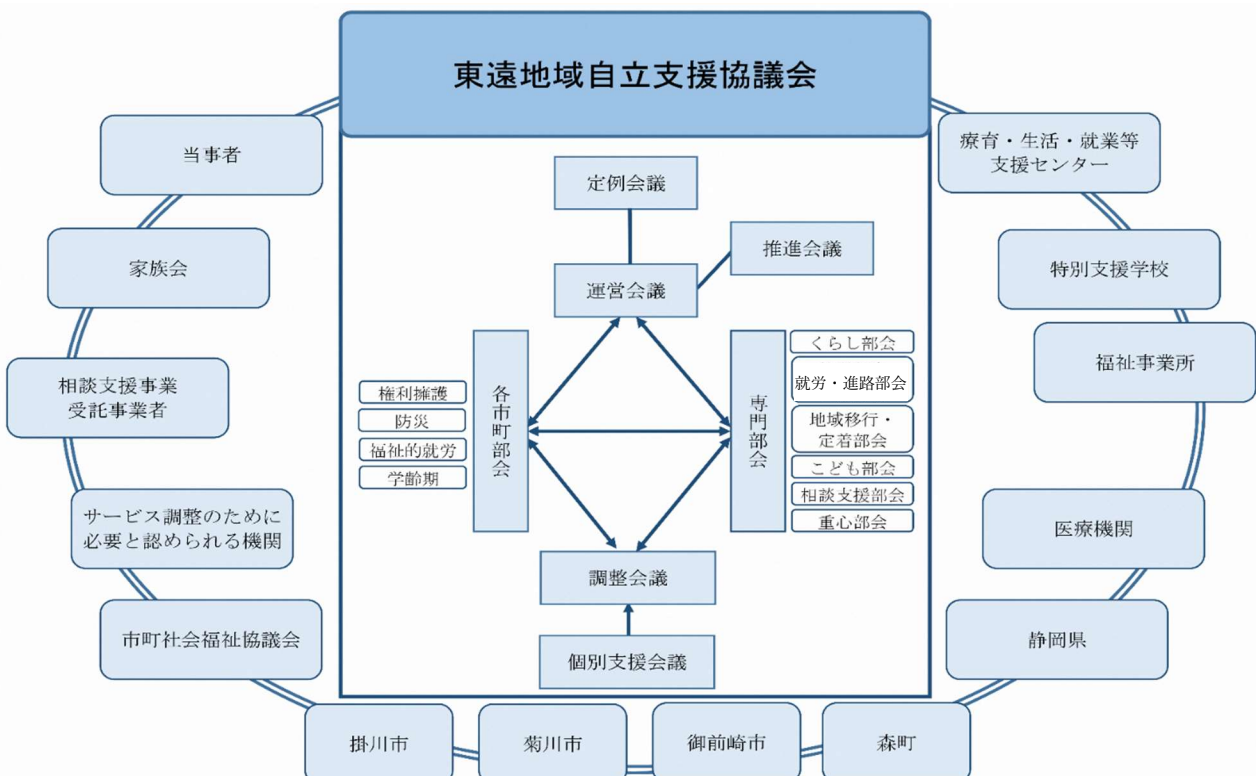 東遠地域自立支援協議会
当事者
家族会
相談支援事業
受託事業者
サービス調整のために
必要と認められる機関
市町社会福祉協議会
定例会議
推進会議
運営会議
各市町部会
権利擁護
防災
福祉的就労
学齢期
専門部会
くらし部会
就労・進路部会
地域移行・
定着部会
こども部会
相談支援部会
重心部会
調整会議
個別支援会議
療育・生活・就業等
支援センター
特別支援学校
福祉事業所
医療機関
静岡県
掛川市
菊川市
御前崎市
森町